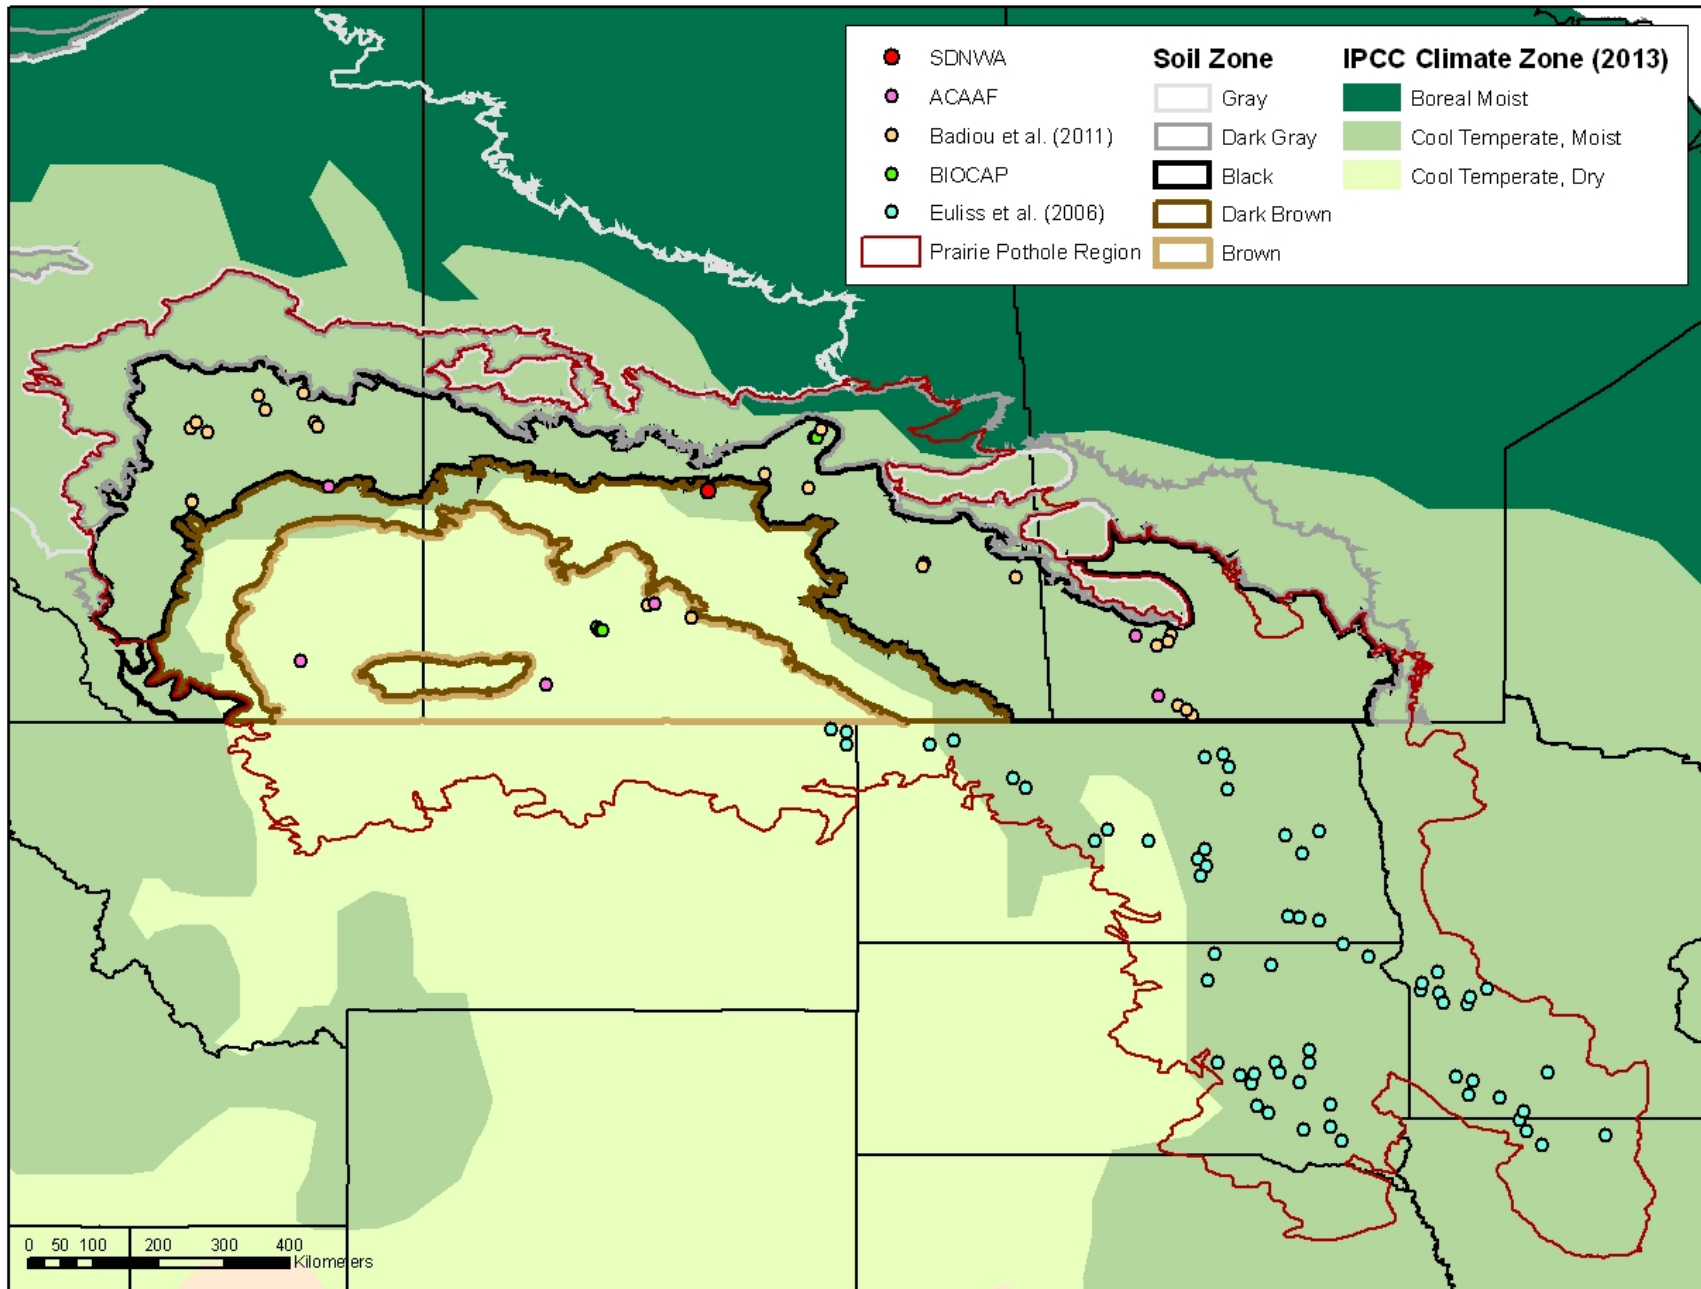 SDNWA
ACAAF
Badiou et al. (2011)
BIOCAP
Euliss et al. (2006)
Prairie Pothole Region
Soil Zone
Gray
Dark Gray
Black
Dark Brown
Brown
IPCC Climate Zone (2013)
Boreal Moist
Cool Temperate, Moist
Cool Temperate, Dry
0 50 100 200 300 400
Kilometers